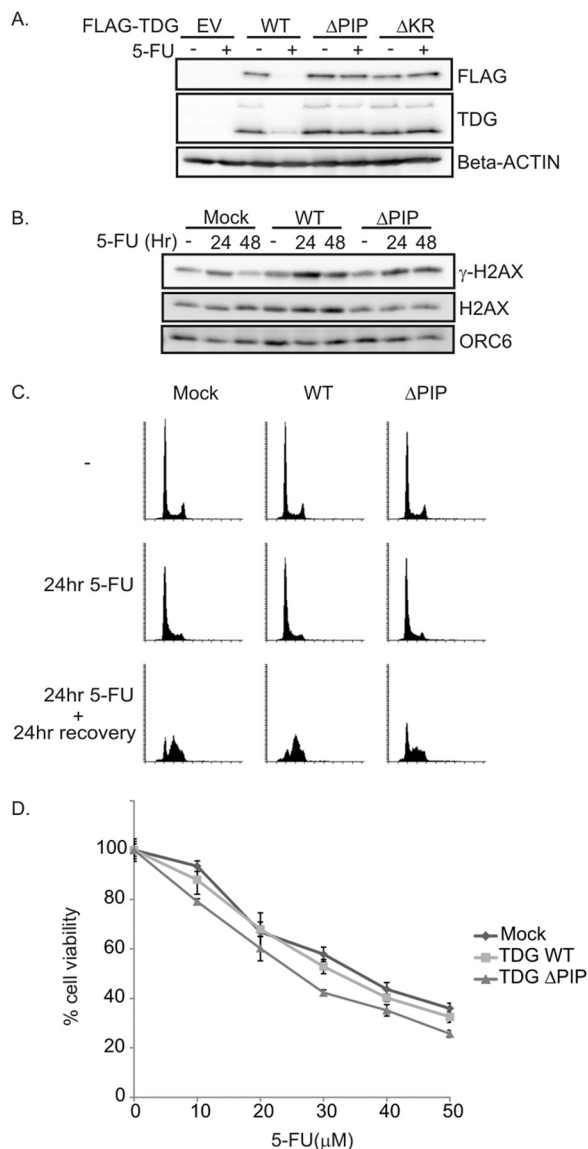 A.
FLAG-TDG EV WT ΔPIP ΔKR
5-FU - + - + - + - +
FLAG
TDG
Beta-ACTIN
B.
Mock WT ΔPIP
5-FU (Hr) - 24 48 - 24 48 - 24 48
γ-H2AX
H2AX
ORC6
C.
Mock WT ΔPIP
-
24hr 5-FU
24hr 5-FU
+
24hr recovery
D.
% cell viability
100
80
60
40
20
0
0 10 20 30 40 50
5-FU(μM)
Mock
TDG WT
TDG ΔPIP